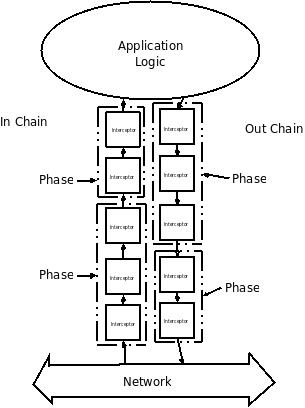 Application
Logic
In Chain
Out Chain
Interceptor
Interceptor
Interceptor
Interceptor
Phase
Phase
Interceptor
Interceptor
Interceptor
Interceptor
Phase
Phase
Interceptor
Interceptor
Network